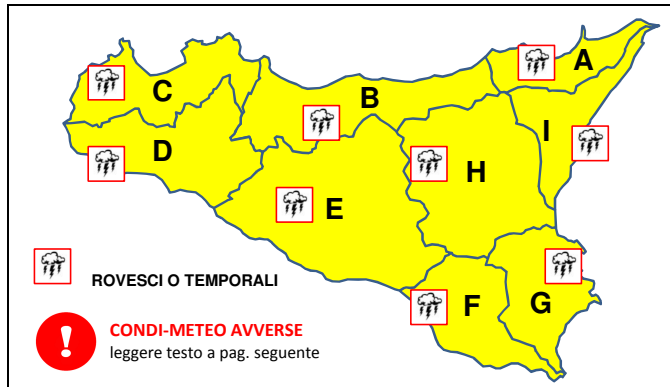 A
C
B
I
D
H
E
F
G
ROVESCI O TEMPORALI
!
CONDI-METEO AVVERSE
leggere testo a pag. seguente